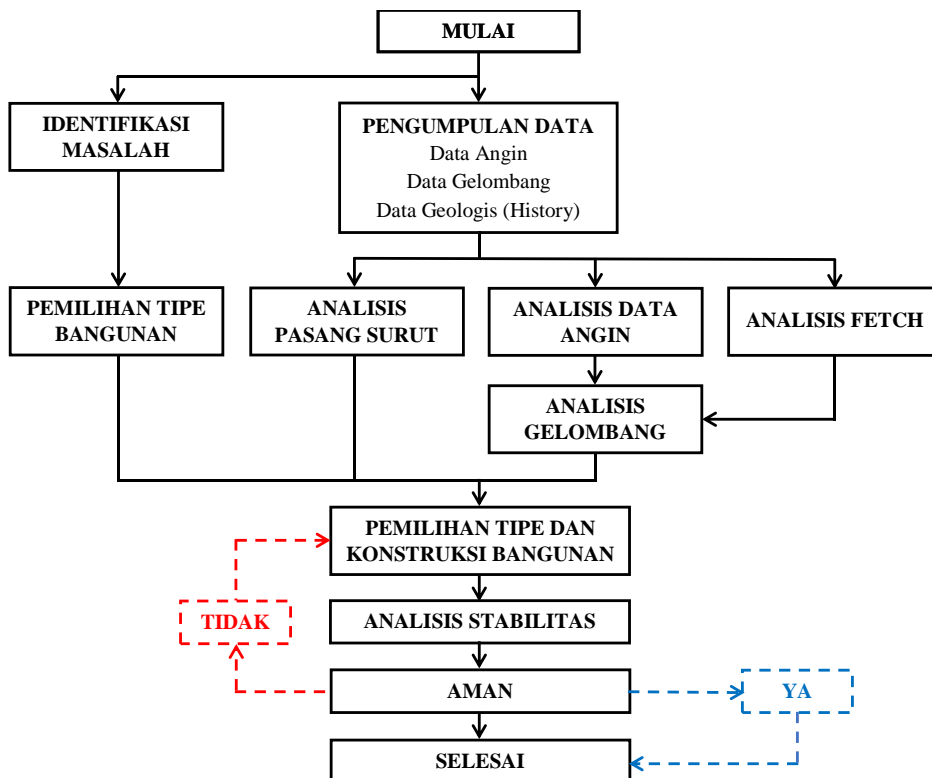 MULAI
IDENTIFIKASI
MASALAH
PENGUMPULAN DATA
Data Angin
Data Gelombang
Data Geologis (History)
PEMILIHAN TIPE
BANGUNAN
ANALISIS
PASANG SURUT
ANALISIS DATA
ANGIN
ANALISIS FETCH
ANALISIS
GELOMBANG
PEMILIHAN TIPE DAN
KONSTRUKSI BANGUNAN
TIDAK
ANALISIS STABILITAS
AMAN
YA
SELESAI